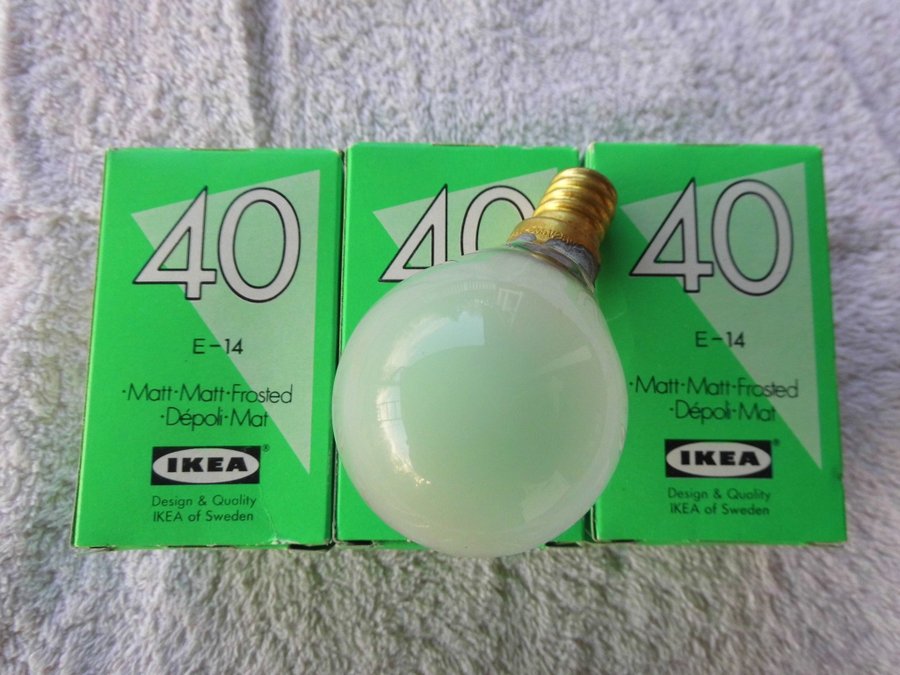 40
E-14
·Matt·Matt·Frosted
·Dépoli·Mat
IKEA®
Design & Quality
IKEA of Sweden
40
40
E-14
·Matt·Matt·Frosted
·Dépoli·Mat
IKEA®
Design & Quality
IKEA of Sweden